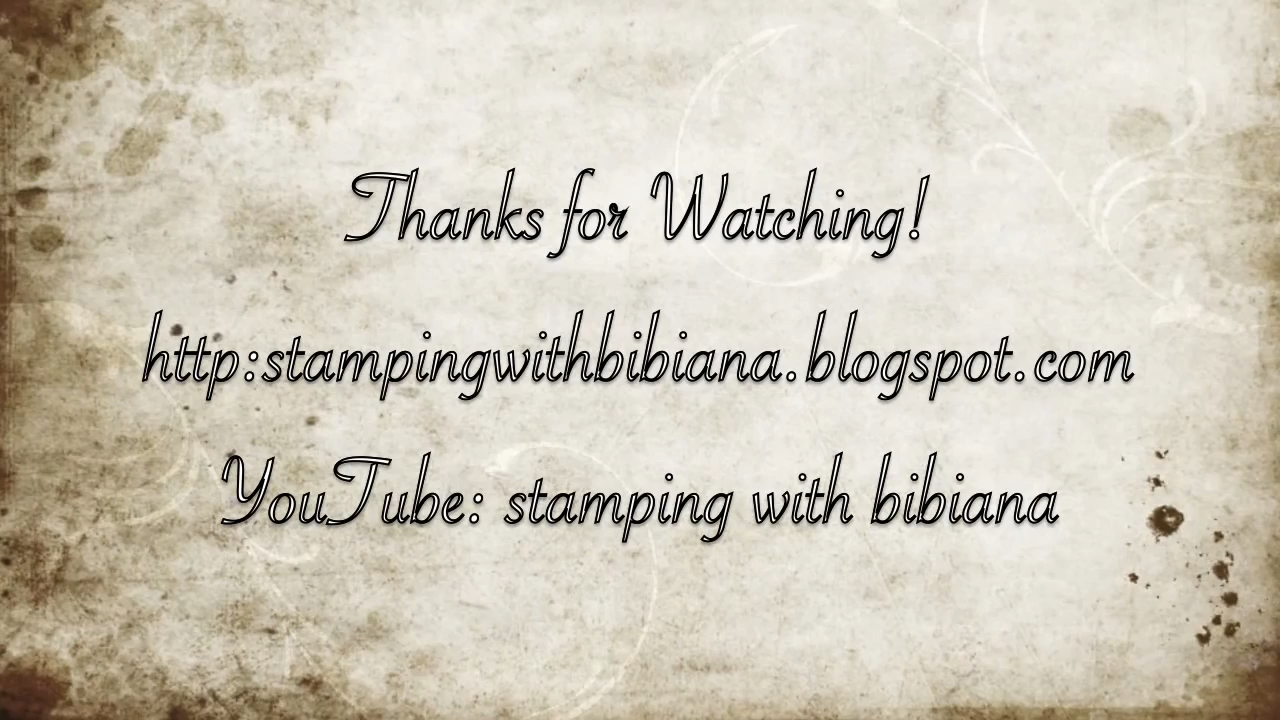 Thanks for Watching!
http:stampingwithbibiana.blogspot.com
YouTube: stamping with bibiana